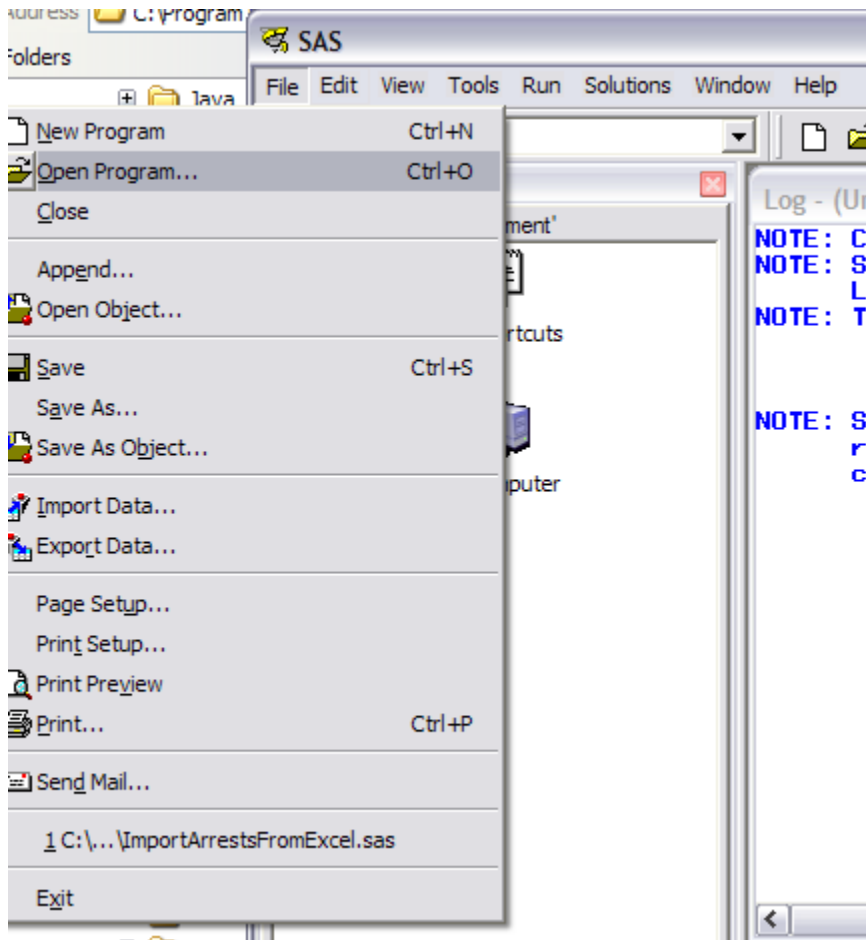 Address C:\Program
Folders
Java
SAS
File Edit View Tools Run Solutions Window Help
New Program Ctrl+N
Open Program... Ctrl+O
Close
Append...
Open Object...
Save Ctrl+S
Save As...
Save As Object...
Import Data...
Export Data...
Page Setup...
Print Setup...
Print Preview
Print... Ctrl+P
Send Mail...
1 C:\...\ImportArrestsFromExcel.sas
Exit
ment'
rtcuts
puter
Log - (Un
NOTE: C
NOTE: S
L
NOTE: T
NOTE: S
r
c